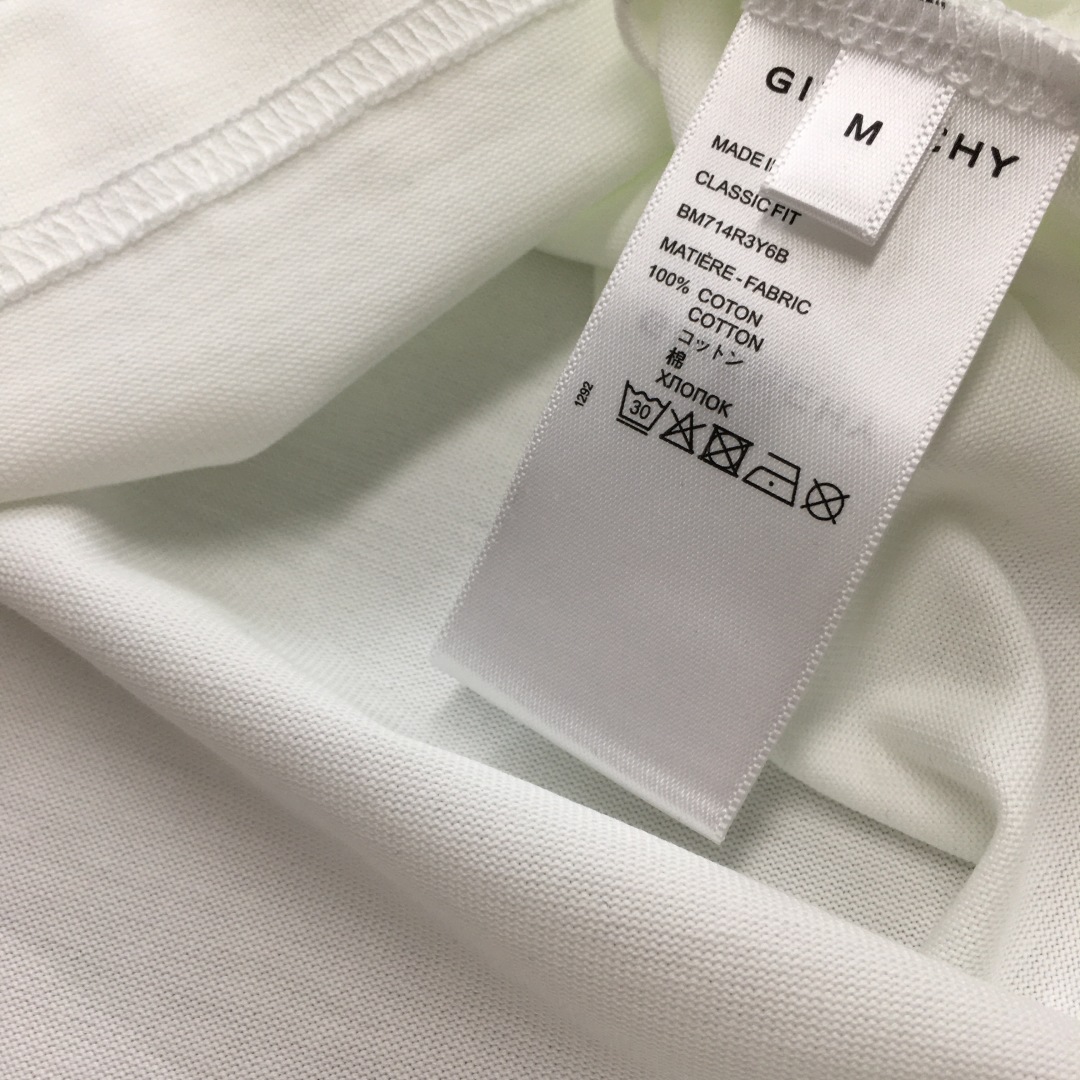 GI CHY
M
MADE I
CLASSIC FIT
BM714R3Y6B
MATIÈRE - FABRIC
100% COTON
COTTON
コットン
棉
ХЛОПОК
1292
30